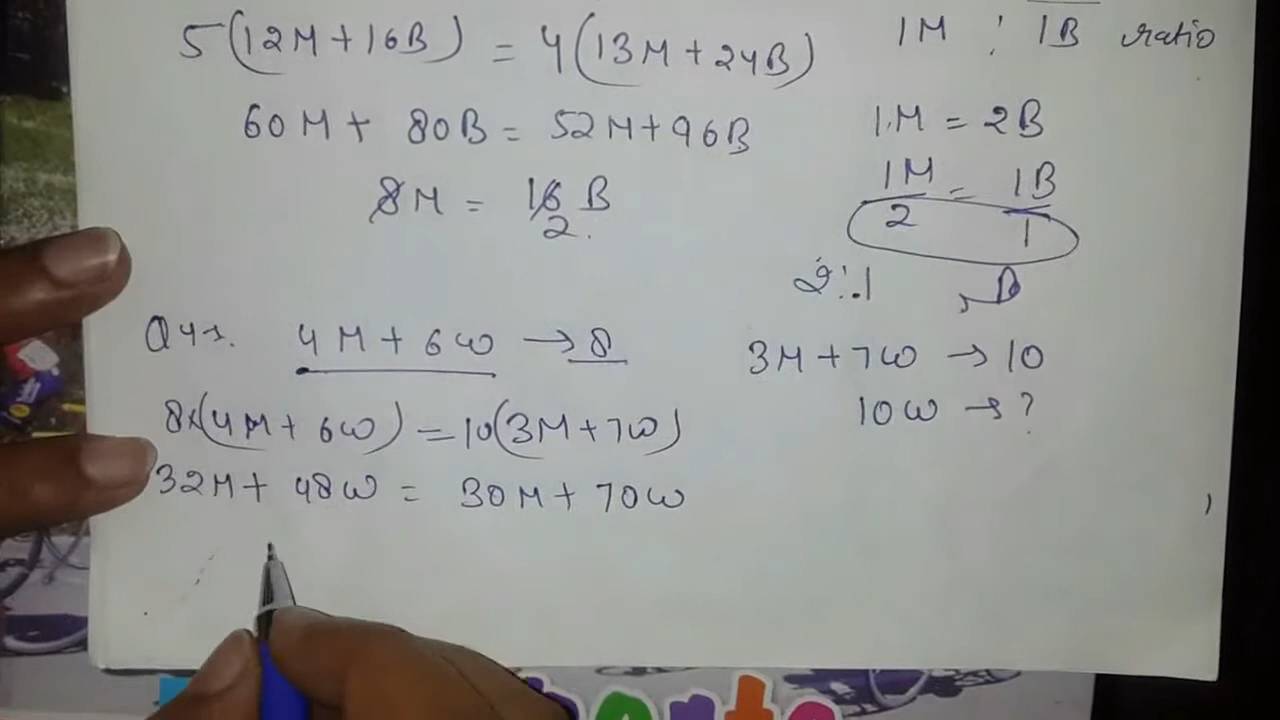 5(12M+16B) = 4(13M+24B)
1M : 1B ratio
60M + 80B = 52M+96B
1M = 2B
8M = 16 B
2
1M = 1B
2 1
2:1 B
Q4. 4M + 6W → 8
3M+7W → 10
8×(4M+6W) = 10(3M+7W)
10W → ?
32M+ 48W = 30M+ 70W